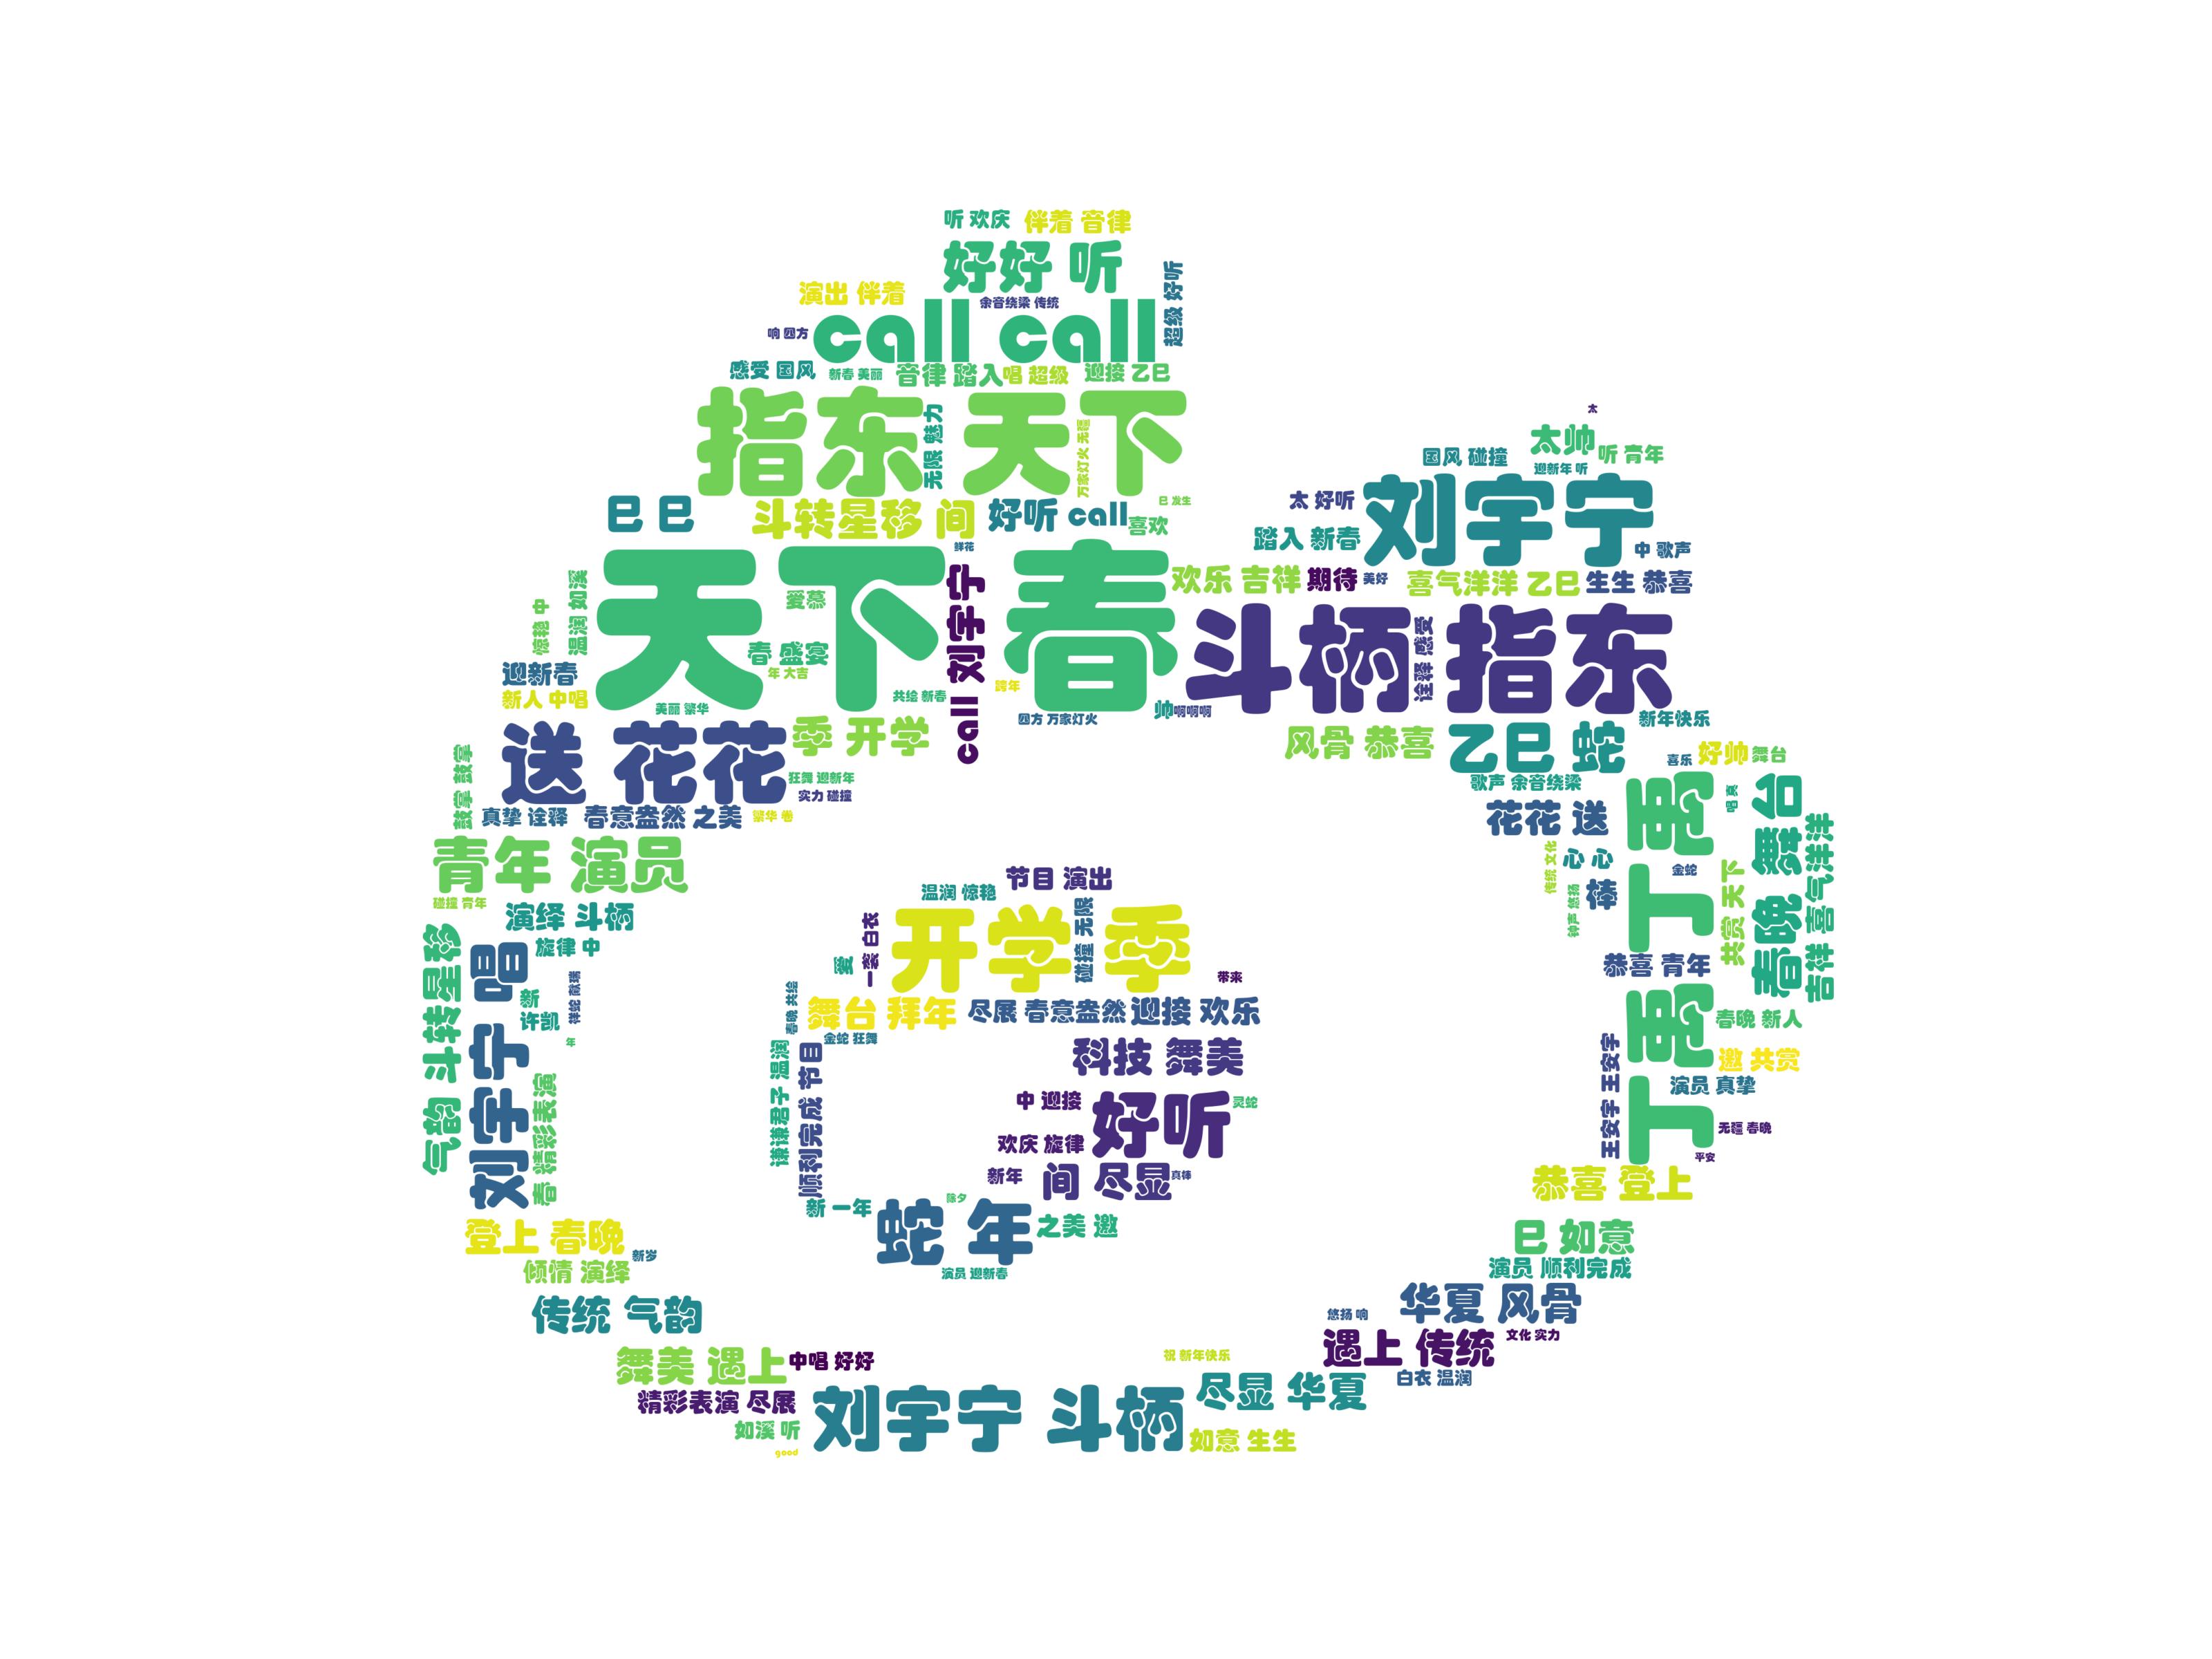 听 欢庆
伴着 音律
好好 听
超级 好听
演出 伴着
余音绕梁 传统
响 四方
call call
感受 国风
新春 美丽
音律 踏入
唱 超级
迎接 乙巳
指东 天下
无限 魅力
万家灯火 无疆
太
太帅
听 青年
国风 碰撞
迎新年 听
刘宇宁
太 好听
踏入 新春
中 歌声
巳 巳
斗转星移 间
好听 call
喜欢
巳 发生
鲜花
天下 春
爱慕
春 盛宴
年 大吉
共绘 新春
call 刘宇宁
跨年
四方 万家灯火
帅
啊啊啊
欢乐 吉祥
期待
美好
喜气洋洋 乙巳
生生 恭喜
斗柄 指东
诠释 感受
惊艳 中
温润 如溪
迎新春
新人 中唱
美丽 繁华
送 花花
季 开学
狂舞 迎新年
实力 碰撞
鼓掌 鼓掌
真挚 诠释
春意盎然 之美
繁华 卷
风骨 恭喜
乙巳 蛇
新年快乐
喜乐
好帅
舞台
歌声 余音绕梁
花花 送
传统 文化
心心
钟声 悠扬
棒
金蛇
唱 真
丁禹 丁禹
春晚 舞台
吉祥 喜气洋洋
共赏 天下
恭喜 青年
春晚 新人
邀 共赏
演员 真挚
王安宇 王安宇
无疆 春晚
平安
青年 演员
碰撞 青年
演绎 斗柄
旋律 中
气韵 斗转星移
刘宇宁 唱
新
许凯
祥蛇 献瑞
年
春 精彩表演
节目 演出
温润 惊艳
一袭 白衣
爱
开学 季
碰撞 无限
带来
春晚 共绘
舞台 拜年
尽展 春意盎然
迎接 欢乐
金蛇 狂舞
谦谦君子 温润
顺利完成 节目
科技 舞美
中 迎接
好听
灵蛇
欢庆 旋律
新年
间 尽显
真棒
除夕
新 一年
蛇 年
之美 邀
演员 迎新春
恭喜 登上
登上 春晚
新岁
倾情 演绎
巳 如意
演员 顺利完成
传统 气韵
华夏 风骨
悠扬 响
遇上 传统
文化 实力
白衣 温润
舞美 遇上
中唱 好好
祝 新年快乐
精彩表演 尽展
刘宇宁 斗柄
尽显 华夏
如溪 听
如意 生生
good